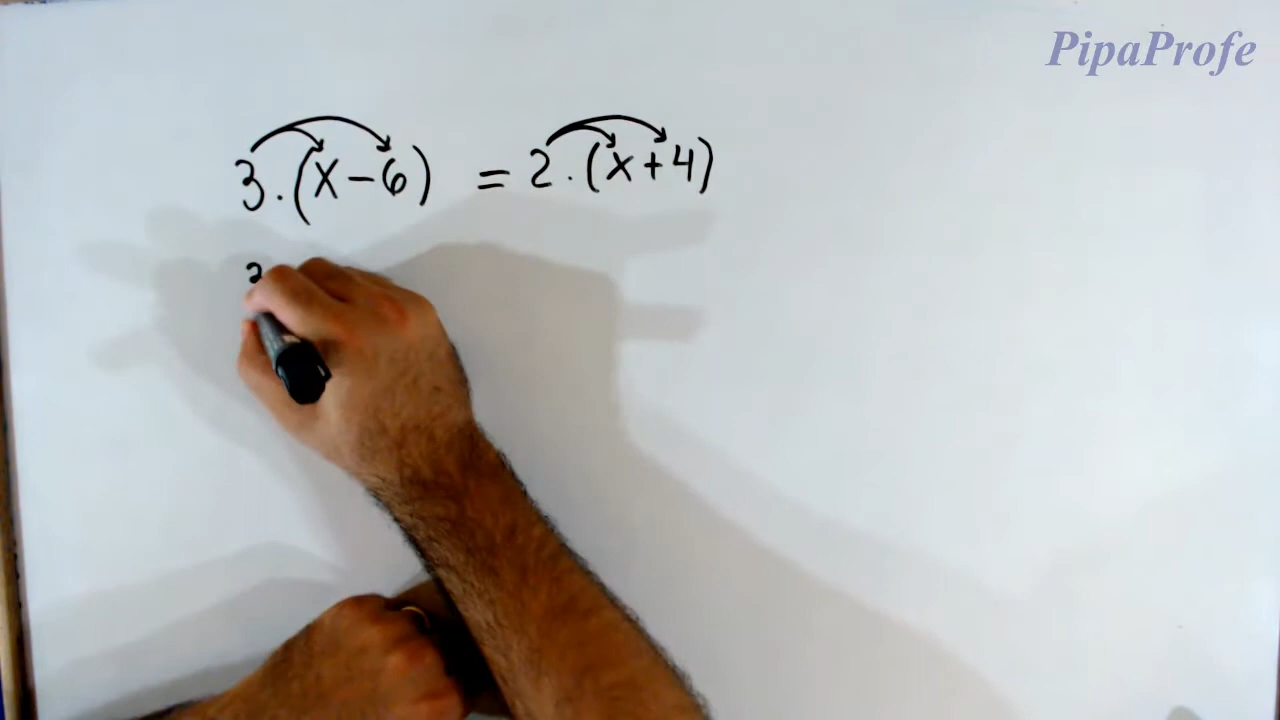 PipaProfe
3.(x-6) = 2.(x+4)